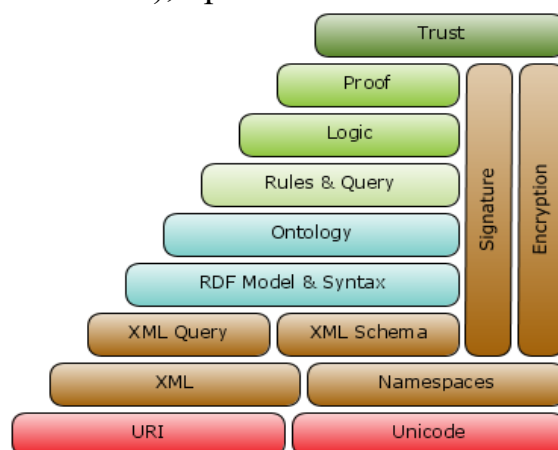 Trust
Proof
Logic
Rules & Query
Ontology
RDF Model & Syntax
Signature
Encryption
XML Query XML Schema
XML Namespaces
URI Unicode